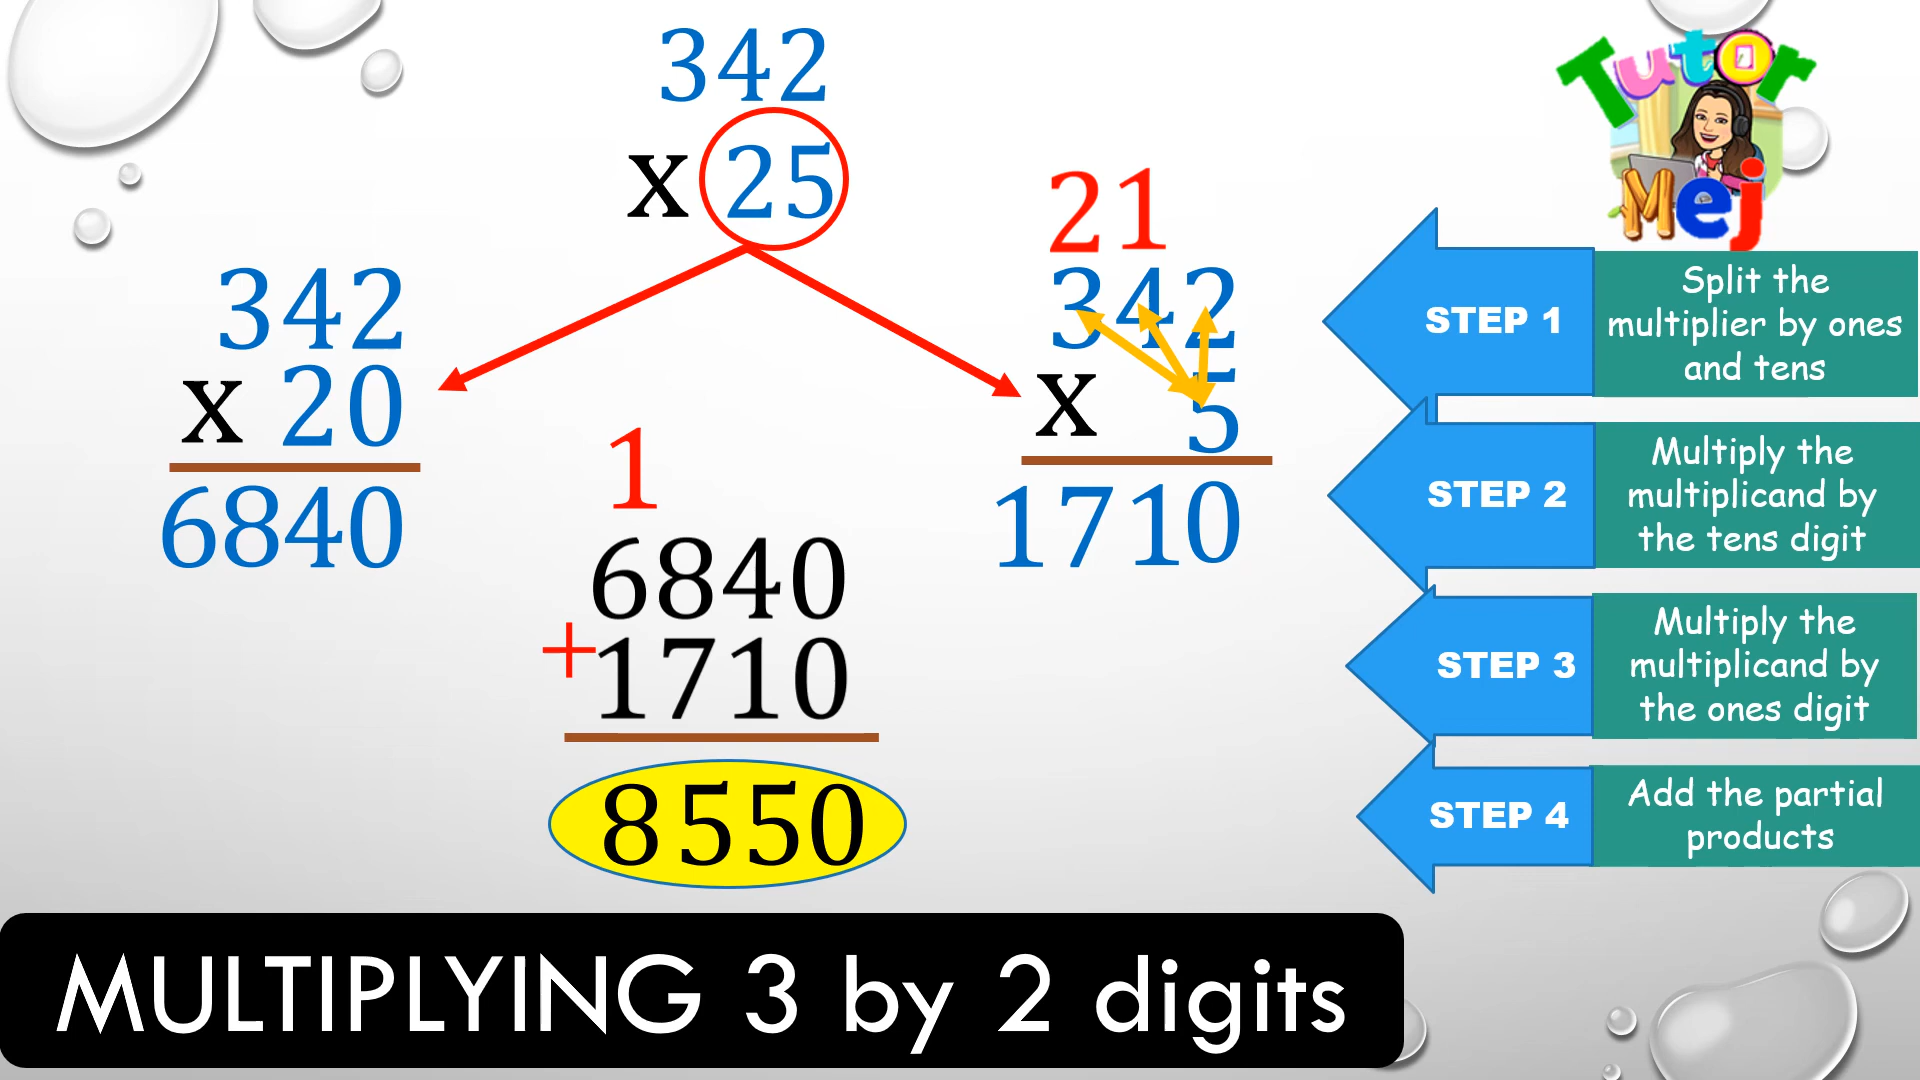 342
x 25
342
x 20
6840
21
342
x 5
1710
1
6840
+1710
8550
Tutor
Mej
STEP 1
Split the
multiplier by ones
and tens
STEP 2
Multiply the
multiplicand by
the tens digit
STEP 3
Multiply the
multiplicand by
the ones digit
STEP 4
Add the partial
products
MULTIPLYING 3 by 2 digits